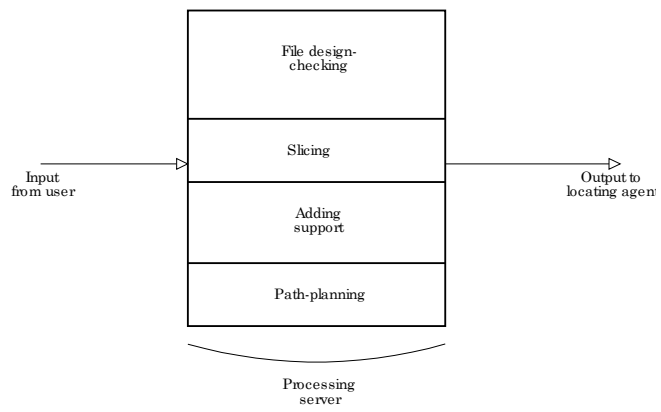 File design-
checking
Slicing
Input
from user
Output to
locating agent
Adding
support
Path-planning
Processing
server